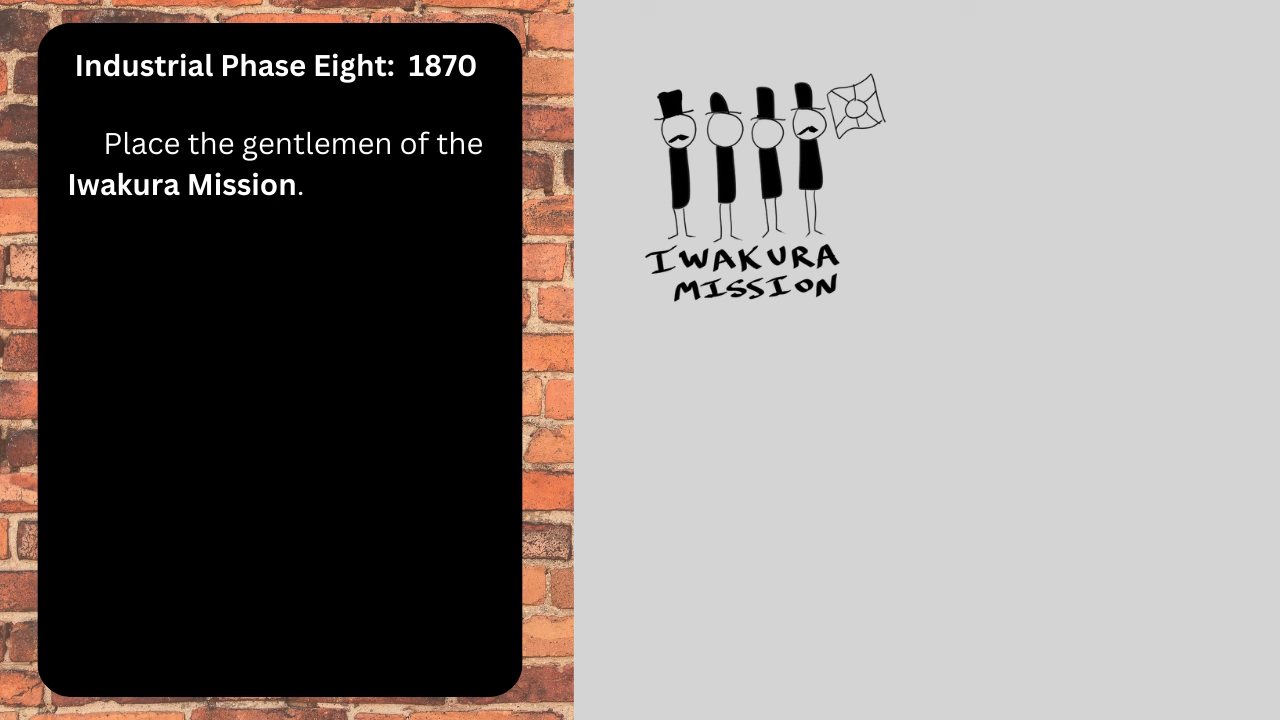 Industrial Phase Eight: 1870
Place the gentlemen of the
Iwakura Mission.
IWAKURA
MISSION